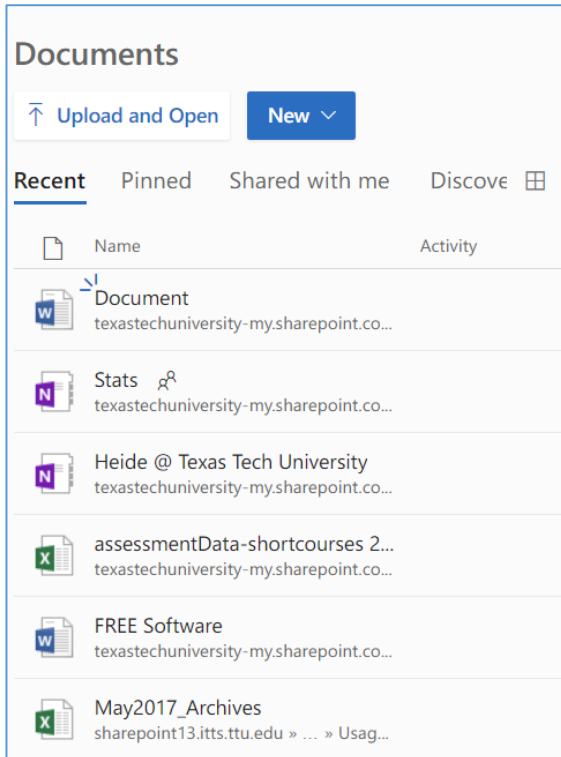 Documents
Upload and Open New
Recent Pinned Shared with me Discove
Name Activity
Document
texastechuniversity-my.sharepoint.co...
Stats
texastechuniversity-my.sharepoint.co...
Heide @ Texas Tech University
texastechuniversity-my.sharepoint.co...
assessmentData-shortcourses 2...
texastechuniversity-my.sharepoint.co...
FREE Software
texastechuniversity-my.sharepoint.co...
May2017_Archives
sharepoint13.itts.ttu.edu » ... » Usag...